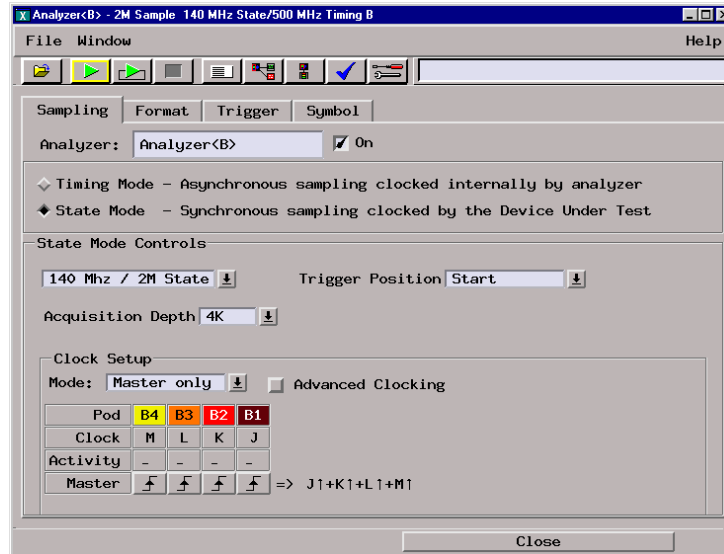 Analyzer<B> - 2M Sample 140 MHz State/500 MHz Timing B
File Window Help
Sampling Format Trigger Symbol
Analyzer: Analyzer<B> On
Timing Mode - Asynchronous sampling clocked internally by analyzer
State Mode - Synchronous sampling clocked by the Device Under Test
State Mode Controls
140 Mhz / 2M State Trigger Position Start
Acquisition Depth 4K
Clock Setup
Mode: Master only Advanced Clocking
Pod B4 B3 B2 B1
Clock M L K J
Activity - - - -
Master => J↑+K↑+L↑+M↑
Close